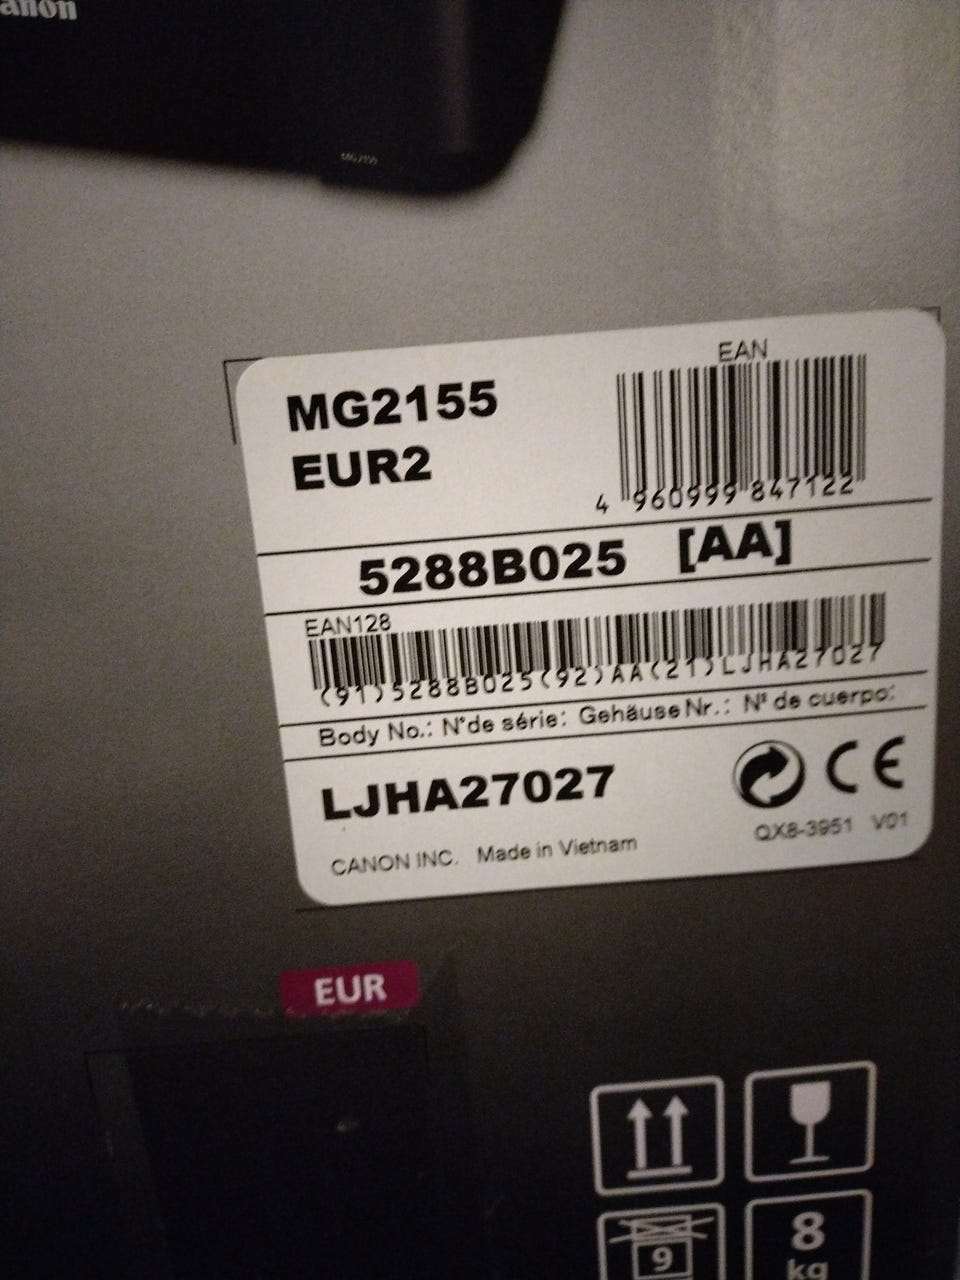 anon
MG2155
MG2155
EUR2
EAN
4 960999 847122
5288B025 [AA]
EAN128
(91)5288B025(92)AA(21)LJHA27027
Body No.: N°de série: Gehäuse Nr.: Nº de cuerpo:
LJHA27027
CE
QX8-3951 V01
CANON INC. Made in Vietnam
EUR
9
8
kg